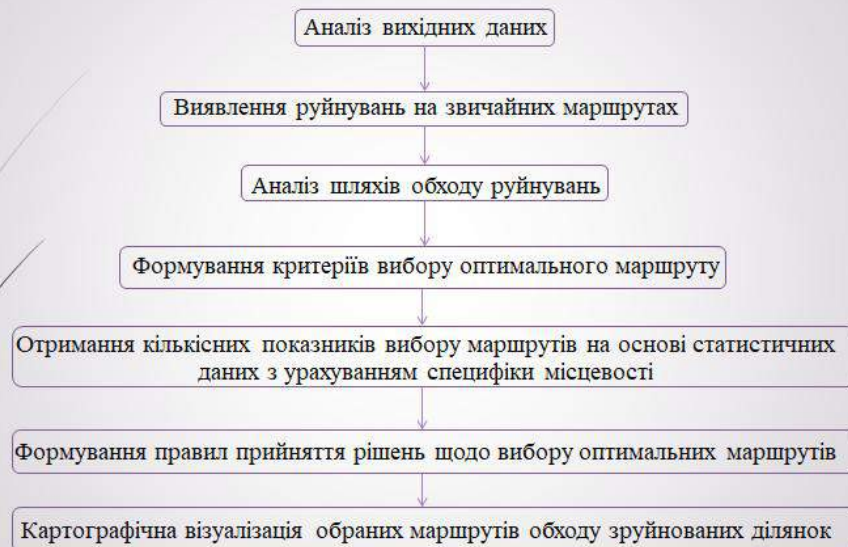 Аналіз вихідних даних
Виявлення руйнувань на звичайних маршрутах
Аналіз шляхів обходу руйнувань
Формування критеріїв вибору оптимального маршруту
Отримання кількісних показників вибору маршрутів на основі статистичних
даних з урахуванням специфіки місцевості
Формування правил прийняття рішень щодо вибору оптимальних маршрутів
Картографічна візуалізація обраних маршрутів обходу зруйнованих ділянок